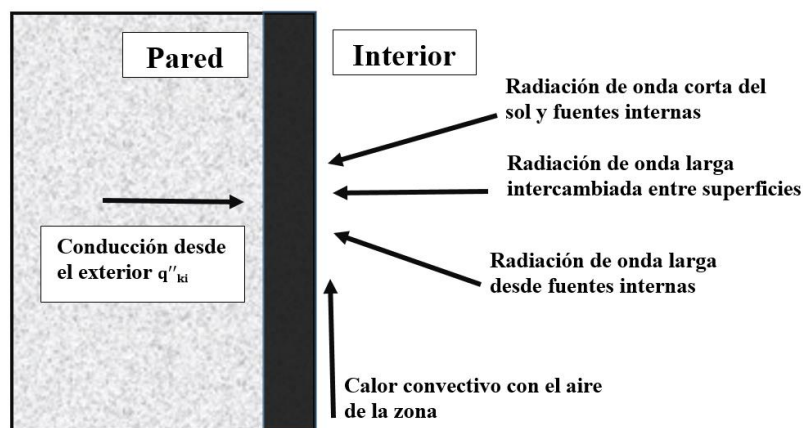 Pared
Interior
Radiación de onda corta del
sol y fuentes internas
Radiación de onda larga
intercambiada entre superficies
Conducción desde
el exterior q″ki
Radiación de onda larga
desde fuentes internas
Calor convectivo con el aire
de la zona